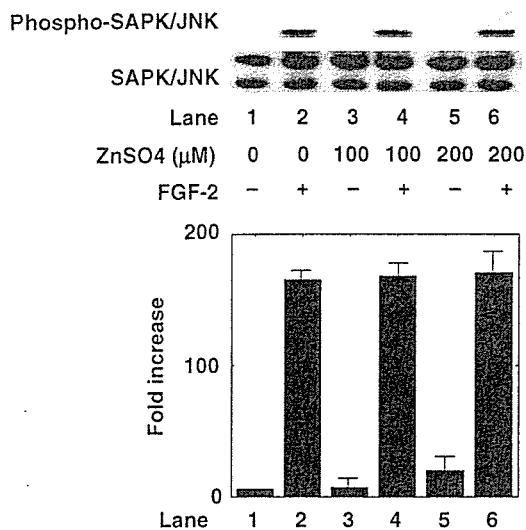 Phospho-SAPK/JNK
SAPK/JNK
Lane 1 2 3 4 5 6
ZnSO4 (µM) 0 0 100 100 200 200
FGF-2 – + – + – +
200
100
0
Fold increase
Lane 1 2 3 4 5 6